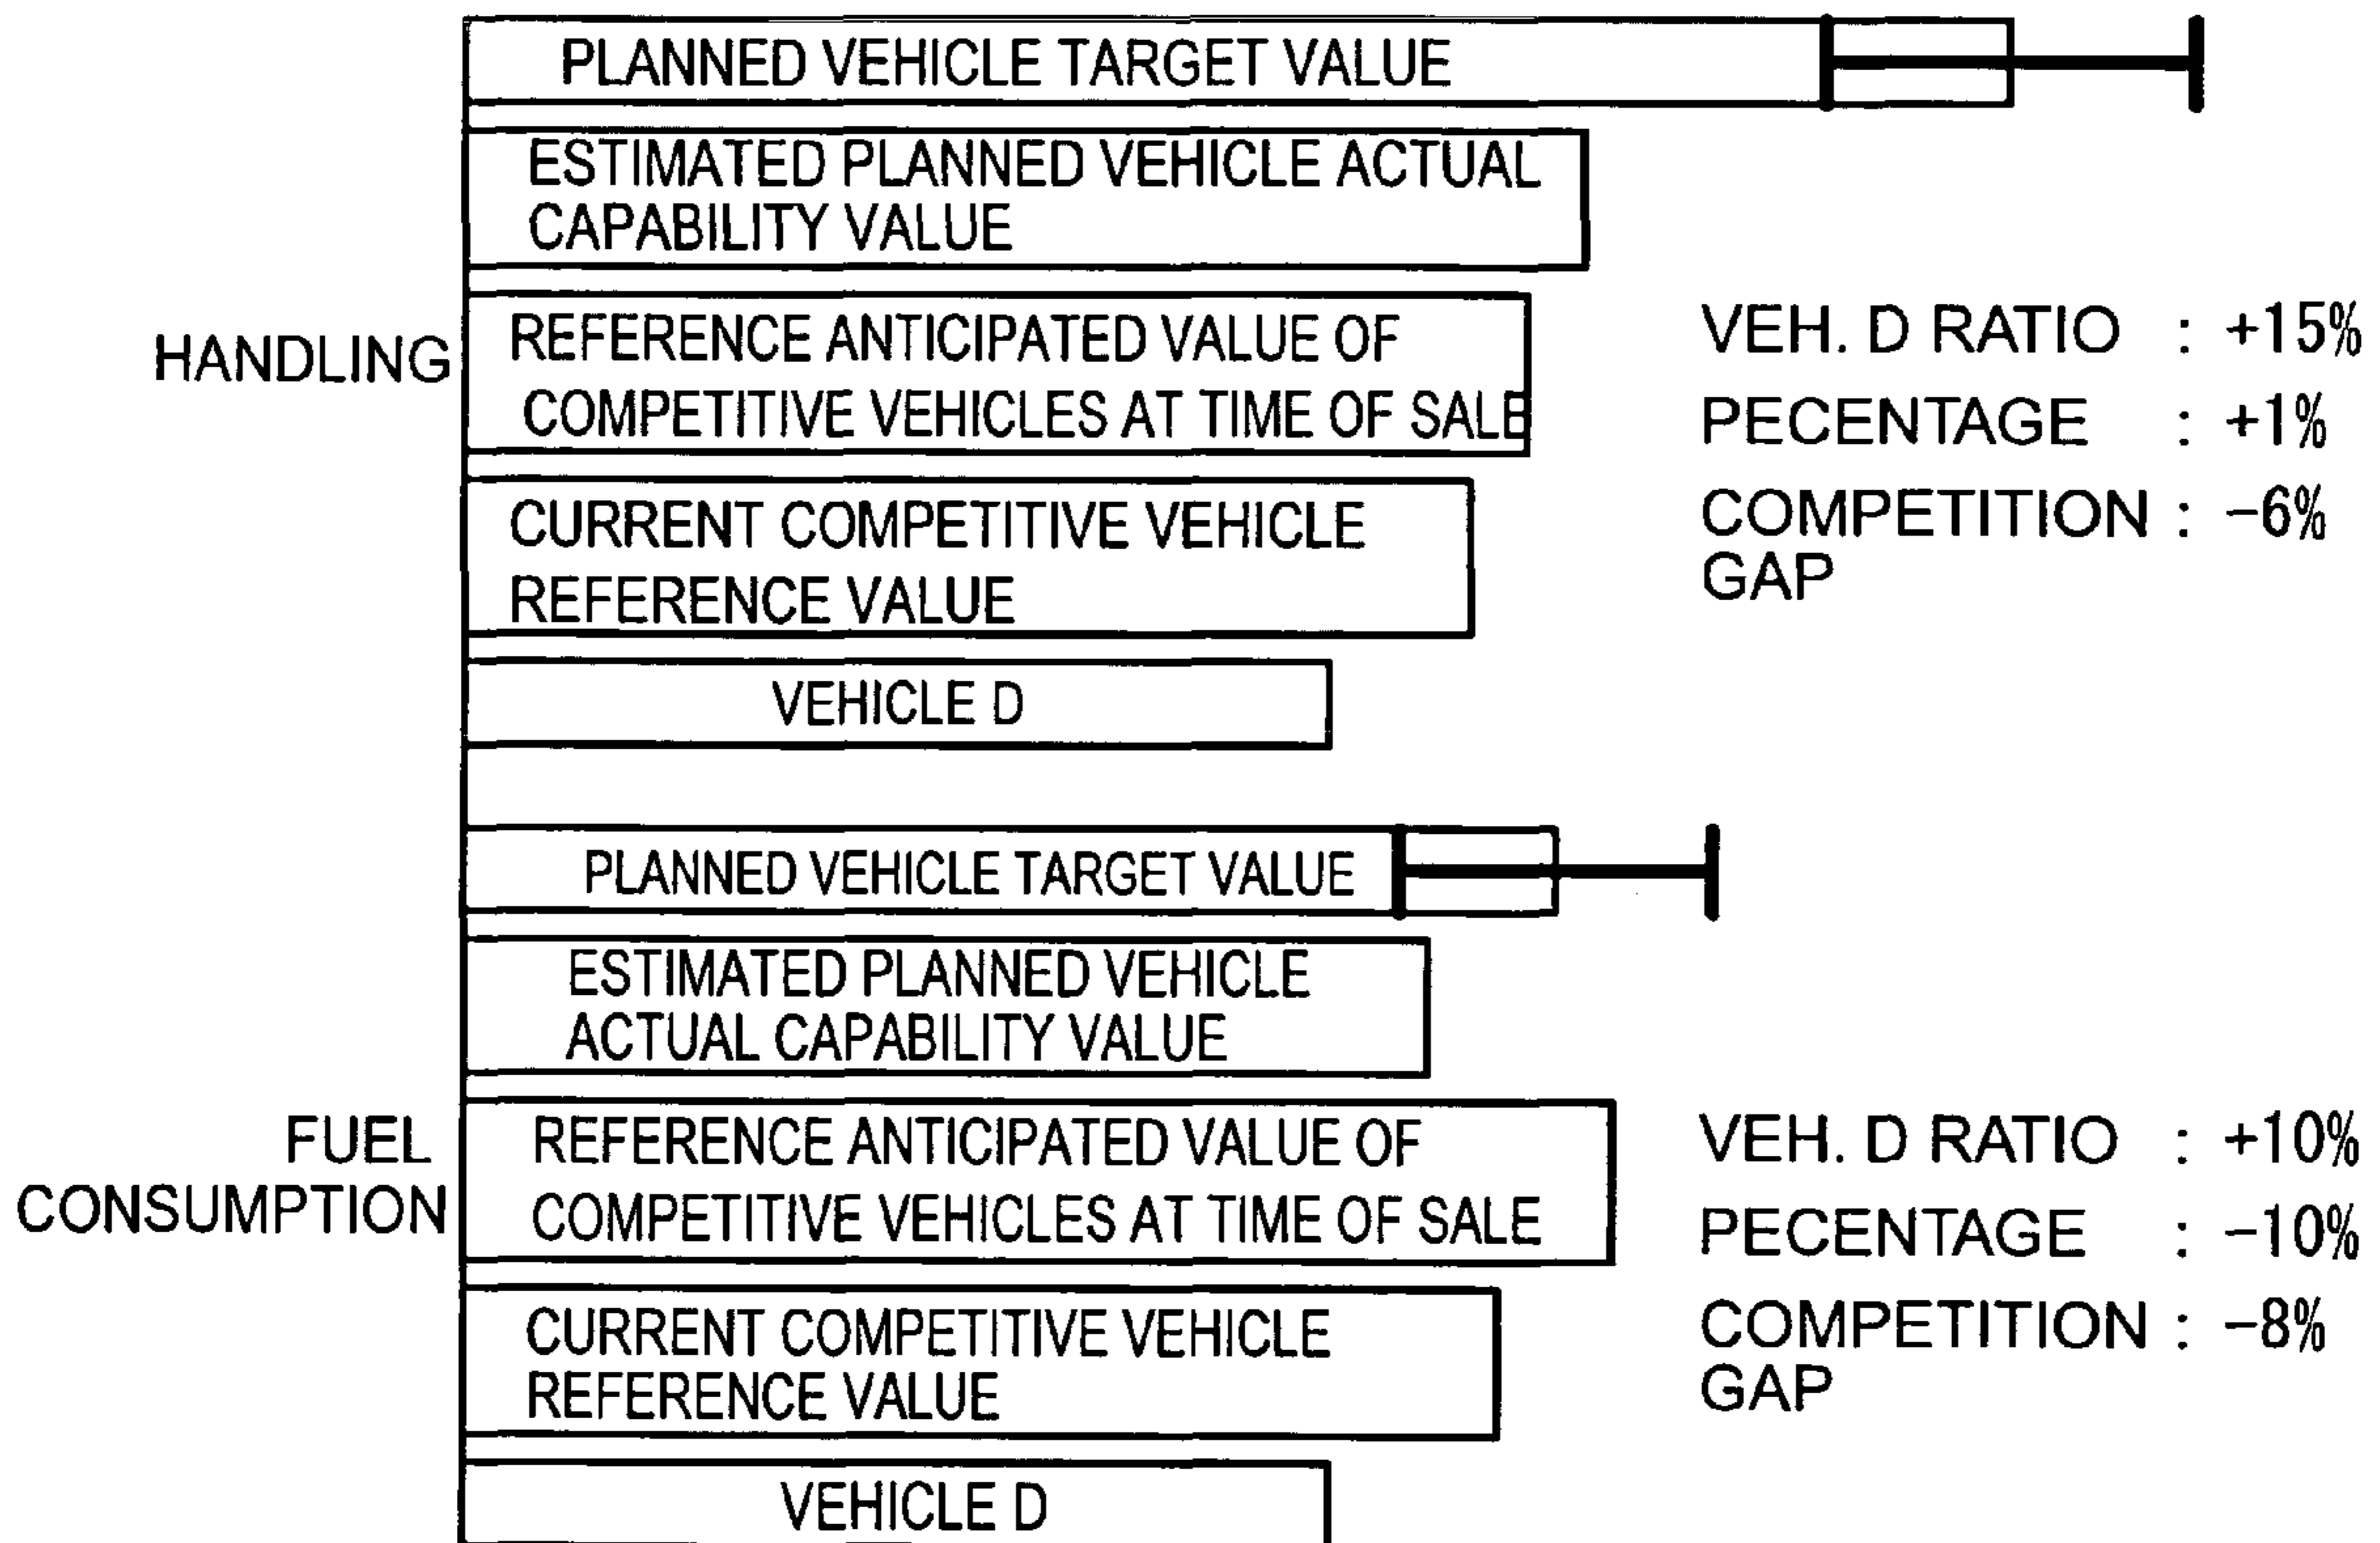 PLANNED VEHICLE TARGET VALUE
ESTIMATED PLANNED VEHICLE ACTUAL
CAPABILITY VALUE
HANDLING
REFERENCE ANTICIPATED VALUE OF
COMPETITIVE VEHICLES AT TIME OF SALE
VEH. D RATIO : +15%
PECENTAGE : +1%
COMPETITION : -6%
GAP
CURRENT COMPETITIVE VEHICLE
REFERENCE VALUE
VEHICLE D
PLANNED VEHICLE TARGET VALUE
ESTIMATED PLANNED VEHICLE
ACTUAL CAPABILITY VALUE
FUEL
CONSUMPTION
REFERENCE ANTICIPATED VALUE OF
COMPETITIVE VEHICLES AT TIME OF SALE
VEH. D RATIO : +10%
PECENTAGE : -10%
COMPETITION : -8%
GAP
CURRENT COMPETITIVE VEHICLE
REFERENCE VALUE
VEHICLE D